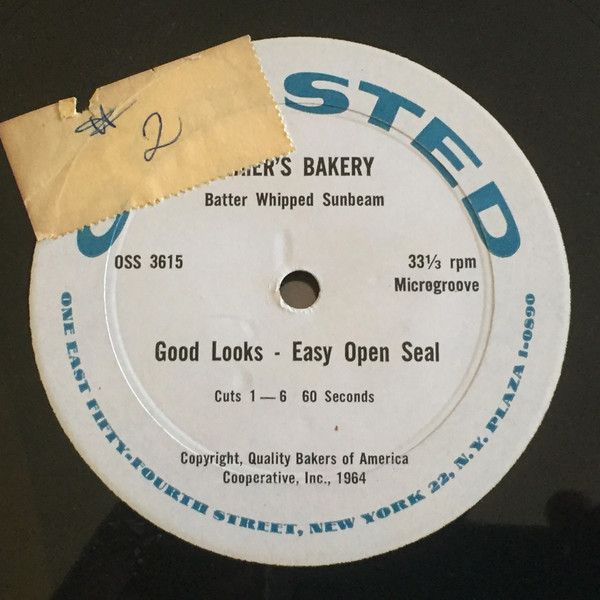 # 2
STED
BAKERY
Batter Whipped Sunbeam
OSS 3615
33⅓ rpm
Microgroove
Good Looks - Easy Open Seal
Cuts 1 — 6 60 Seconds
Copyright, Quality Bakers of America
Cooperative, Inc., 1964
ONE EAST FIFTY-FOURTH STREET, NEW YORK 22, N.Y. PLAZA 1-0890